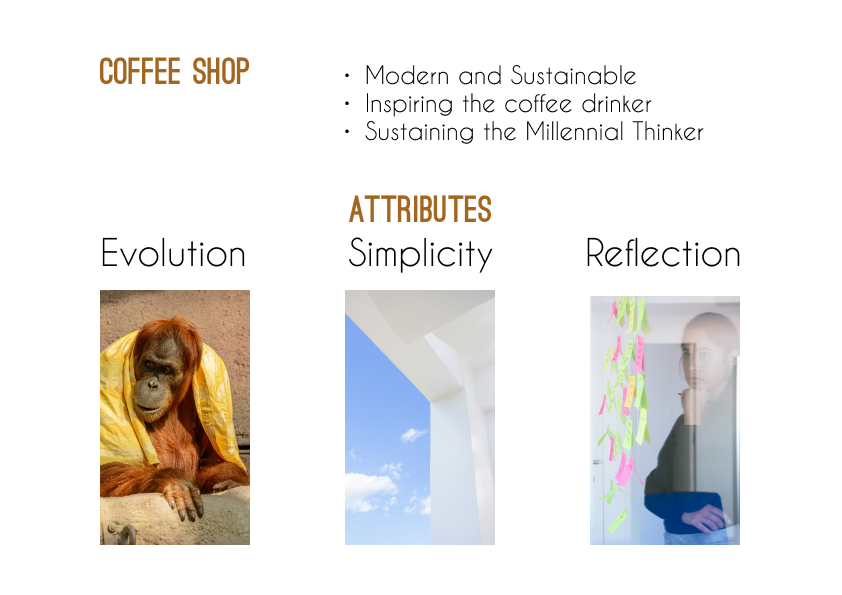 COFFEE SHOP
• Modern and Sustainable
• Inspiring the coffee drinker
• Sustaining the Millennial Thinker
ATTRIBUTES
Evolution
Simplicity
Reflection